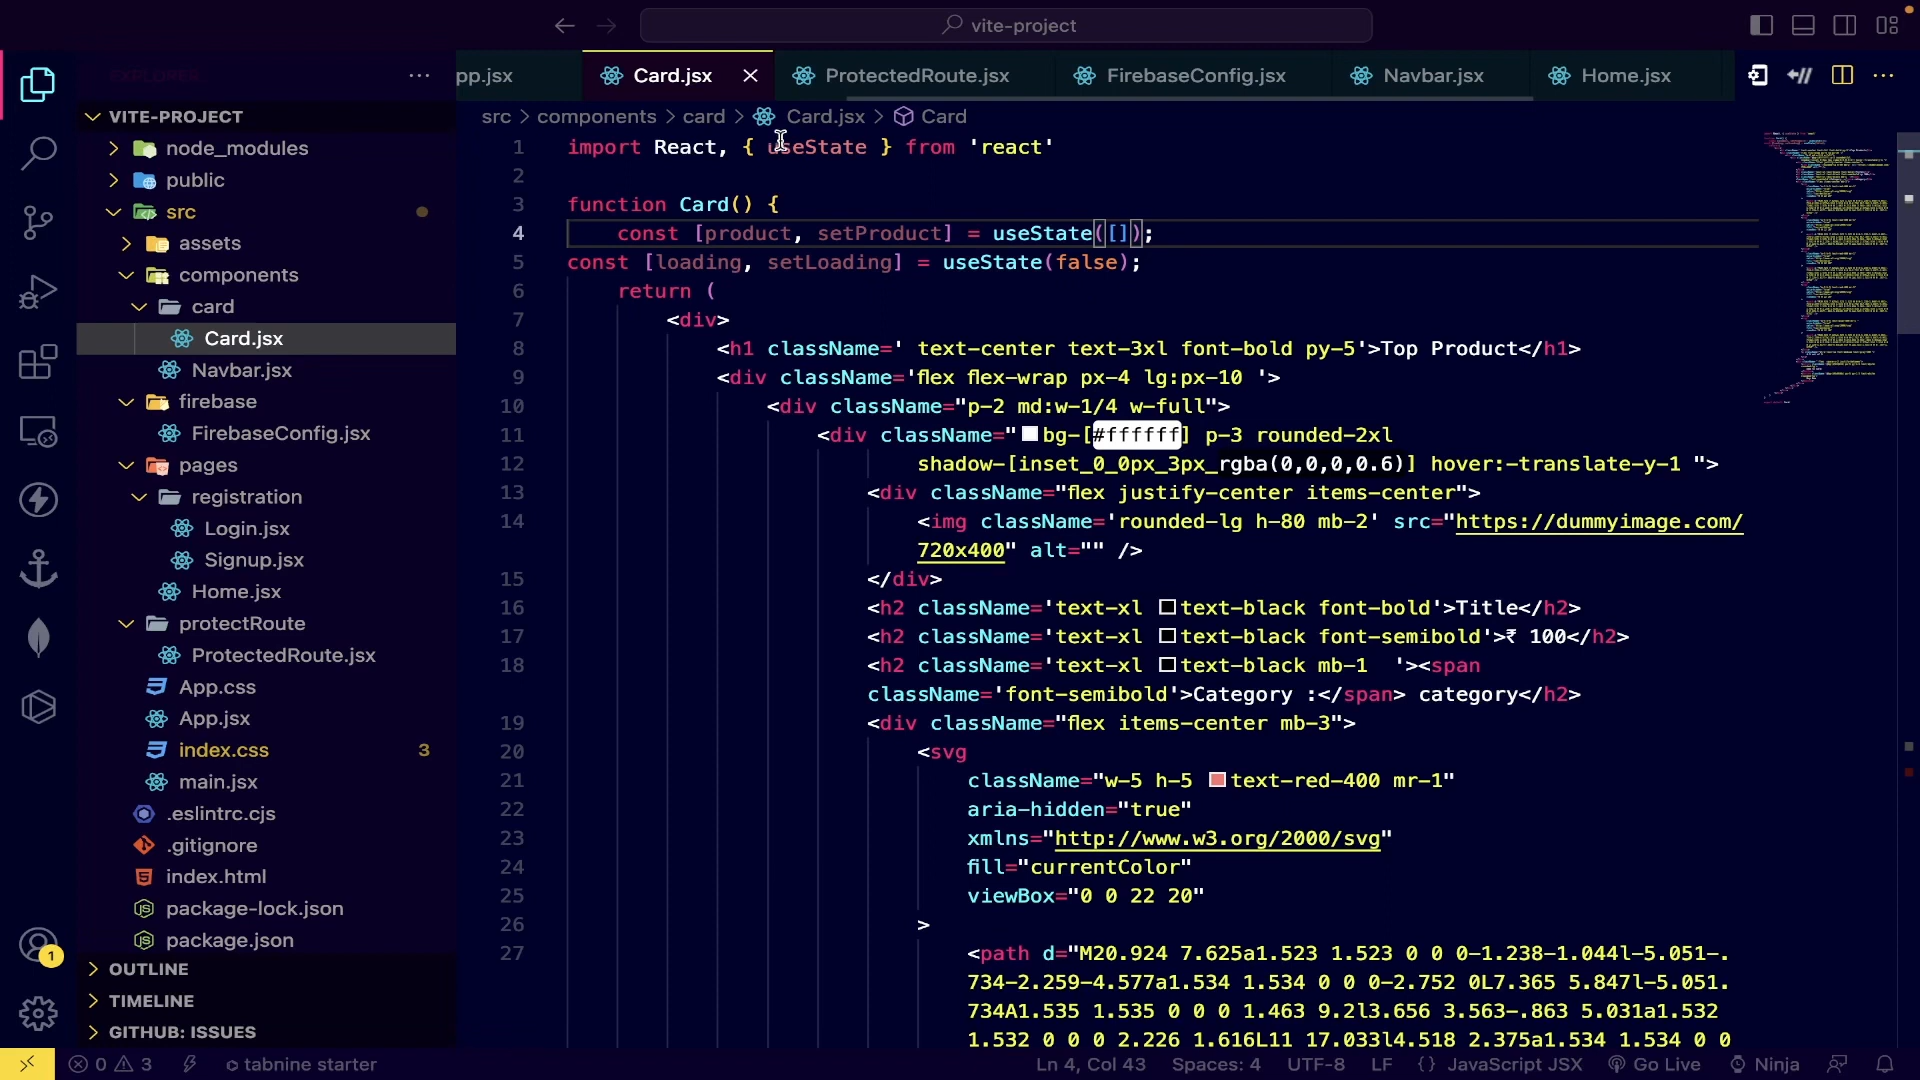 vite-project
EXPLORER
pp.jsx
Card.jsx
ProtectedRoute.jsx
FirebaseConfig.jsx
Navbar.jsx
Home.jsx
VITE-PROJECT
node_modules
public
src
assets
components
card
Card.jsx
Navbar.jsx
firebase
FirebaseConfig.jsx
pages
registration
Login.jsx
Signup.jsx
Home.jsx
protectRoute
ProtectedRoute.jsx
App.css
App.jsx
index.css 3
main.jsx
.eslintrc.cjs
.gitignore
index.html
package-lock.json
package.json
OUTLINE
TIMELINE
GITHUB: ISSUES
1
src > components > card > Card.jsx > Card
1 import React, { useState } from 'react'
2
3 function Card() {
4 const [product, setProduct] = useState([]);
5 const [loading, setLoading] = useState(false);
6 return (
7 <div>
8 <h1 className=' text-center text-3xl font-bold py-5'>Top Product</h1>
9 <div className='flex flex-wrap px-4 lg:px-10 '>
10 <div className="p-2 md:w-1/4 w-full">
11 <div className="bg-[#ffffff] p-3 rounded-2xl
12 shadow-[inset_0_0px_3px_rgba(0,0,0,0.6)] hover:-translate-y-1 ">
13 <div className="flex justify-center items-center">
14 <img className='rounded-lg h-80 mb-2' src="https://dummyimage.com/
720x400" alt="" />
15 </div>
16 <h2 className='text-xl text-black font-bold'>Title</h2>
17 <h2 className='text-xl text-black font-semibold'>₹ 100</h2>
18 <h2 className='text-xl text-black mb-1  '><span
className='font-semibold'>Category :</span> category</h2>
19 <div className="flex items-center mb-3">
20 <svg
21 className="w-5 h-5 text-red-400 mr-1"
22 aria-hidden="true"
23 xmlns="http://www.w3.org/2000/svg"
24 fill="currentColor"
25 viewBox="0 0 22 20"
26 >
27 <path d="M20.924 7.625a1.523 1.523 0 0 0-1.238-1.044l-5.051-.
734-2.259-4.577a1.534 1.534 0 0 0-2.752 0L7.365 5.847l-5.051.
734A1.535 1.535 0 0 0 1.463 9.2l3.656 3.563-.863 5.031a1.532
1.532 0 0 0 2.226 1.616L11 17.033l4.518 2.375a1.534 1.534 0 0
0 3 tabnine starter
Ln 4, Col 43 Spaces: 4 UTF-8 LF {} JavaScript JSX Go Live Ninja